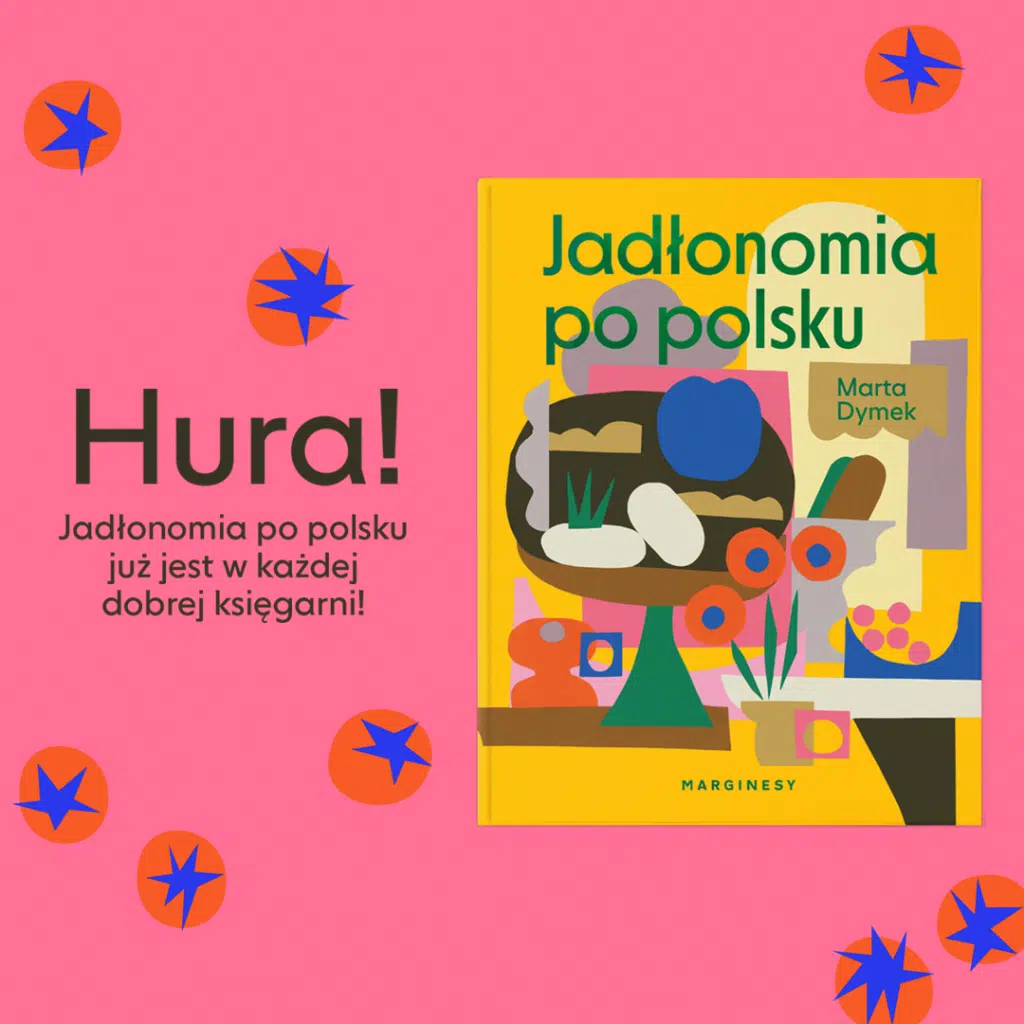 Hura!
Jadłonomia po polsku
już jest w każdej
dobrej księgarni!
Jadłonomia
po polsku
Marta
Dymek
MARGINESY